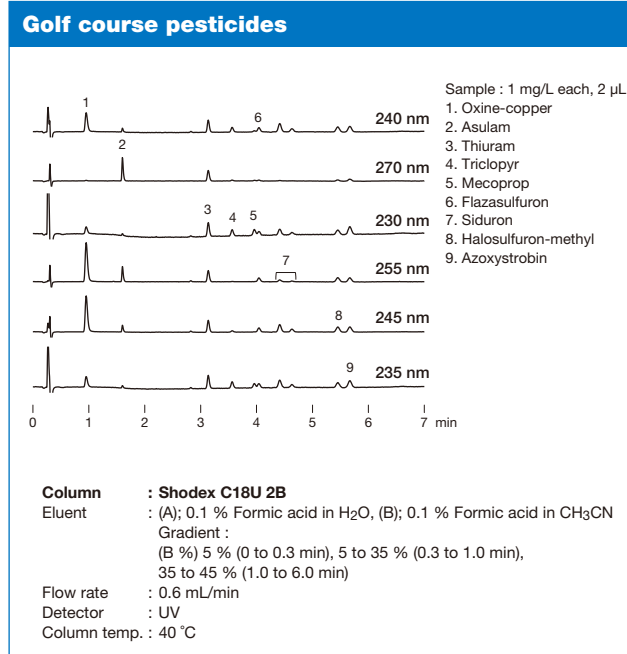 Golf course pesticides
1
6
240 nm
2
270 nm
3
4
5
230 nm
7
255 nm
8
245 nm
9
235 nm
0 1 2 3 4 5 6 7 min
Sample : 1 mg/L each, 2 µL
1. Oxine-copper
2. Asulam
3. Thiuram
4. Triclopyr
5. Mecoprop
6. Flazasulfuron
7. Siduron
8. Halosulfuron-methyl
9. Azoxystrobin
Column : Shodex C18U 2B
Eluent : (A); 0.1 % Formic acid in H₂O, (B); 0.1 % Formic acid in CH₃CN
Gradient :
(B %) 5 % (0 to 0.3 min), 5 to 35 % (0.3 to 1.0 min),
35 to 45 % (1.0 to 6.0 min)
Flow rate : 0.6 mL/min
Detector : UV
Column temp. : 40 ˚C